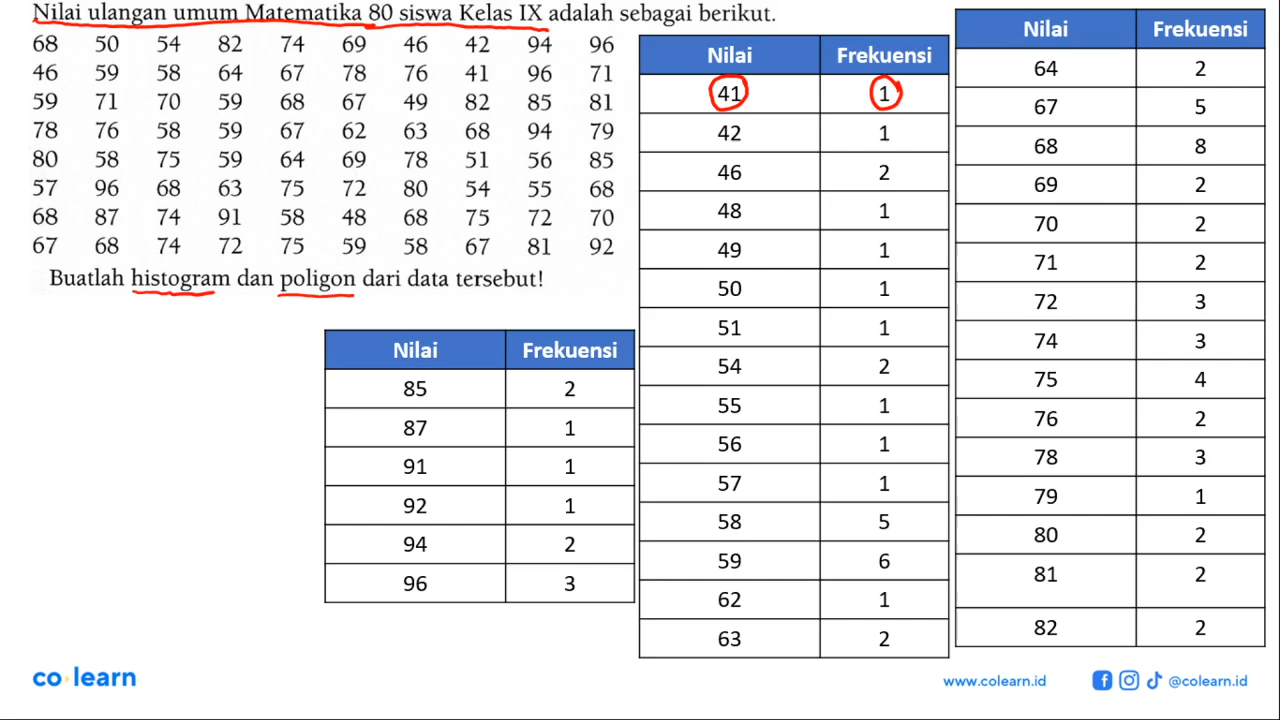 Nilai ulangan umum Matematika 80 siswa Kelas IX adalah sebagai berikut.
68 50 54 82 74 69 46 42 94 96
46 59 58 64 67 78 76 41 96 71
59 71 70 59 68 67 49 82 85 81
78 76 58 59 67 62 63 68 94 79
80 58 75 59 64 69 78 51 56 85
57 96 68 63 75 72 80 54 55 68
68 87 74 91 58 48 68 75 72 70
67 68 74 72 75 59 58 67 81 92
Buatlah histogram dan poligon dari data tersebut!
Nilai Frekuensi
85 2
87 1
91 1
92 1
94 2
96 3
Nilai Frekuensi
41 1
42 1
46 2
48 1
49 1
50 1
51 1
54 2
55 1
56 1
57 1
58 5
59 6
62 1
63 2
Nilai Frekuensi
64 2
67 5
68 8
69 2
70 2
71 2
72 3
74 3
75 4
76 2
78 3
79 1
80 2
81 2
82 2
co learn
www.colearn.id
@colearn.id